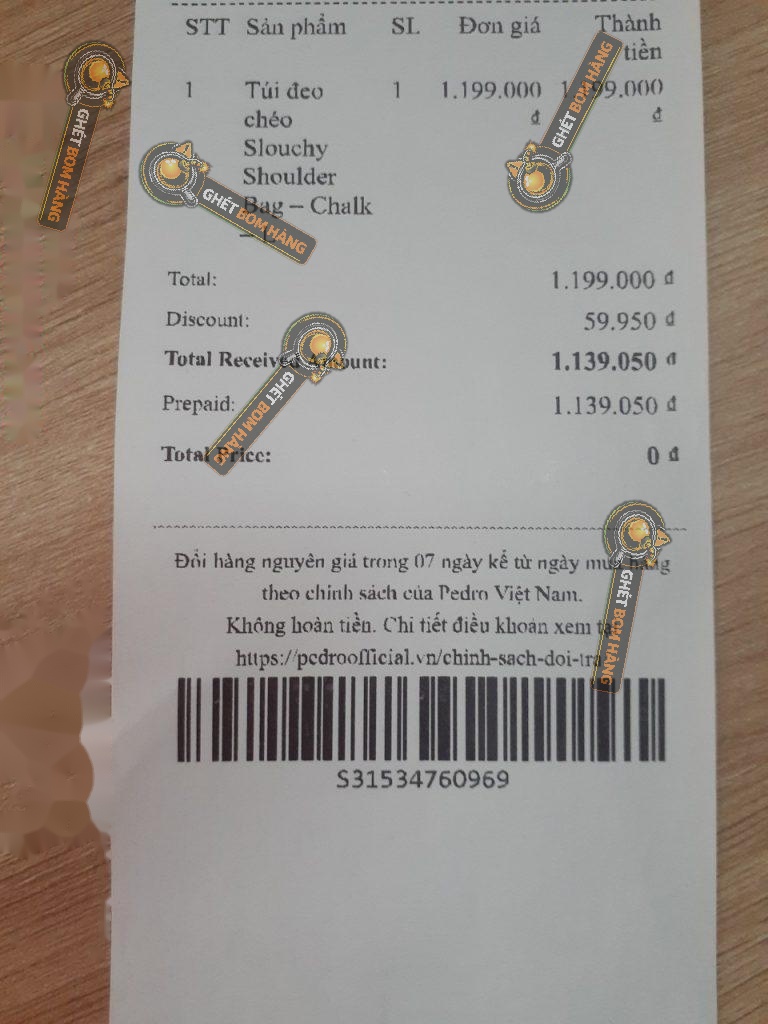 STT Sản phẩm SL Đơn giá Thành
tiền
1 Túi đeo 1 1.199.000 1.199.000
chéo đ đ
Slouchy
Shoulder
Bag – Chalk
Total: 1.199.000 đ
Discount: 59.950 đ
Total Received Amount: 1.139.050 đ
Prepaid: 1.139.050 đ
Total Price: 0 đ
Đổi hàng nguyên giá trong 07 ngày kể từ ngày mua hàng
theo chính sách của Pedro Việt Nam.
Không hoàn tiền. Chi tiết điều khoản xem tại
https://pedroofficial.vn/chinh-sach-doi-tra
S31534760969
GHÉT BOM HÀNG
GHÉT BOM HÀNG
GHÉT BOM HÀNG
GHÉT BOM HÀNG
GHÉT BOM HÀNG